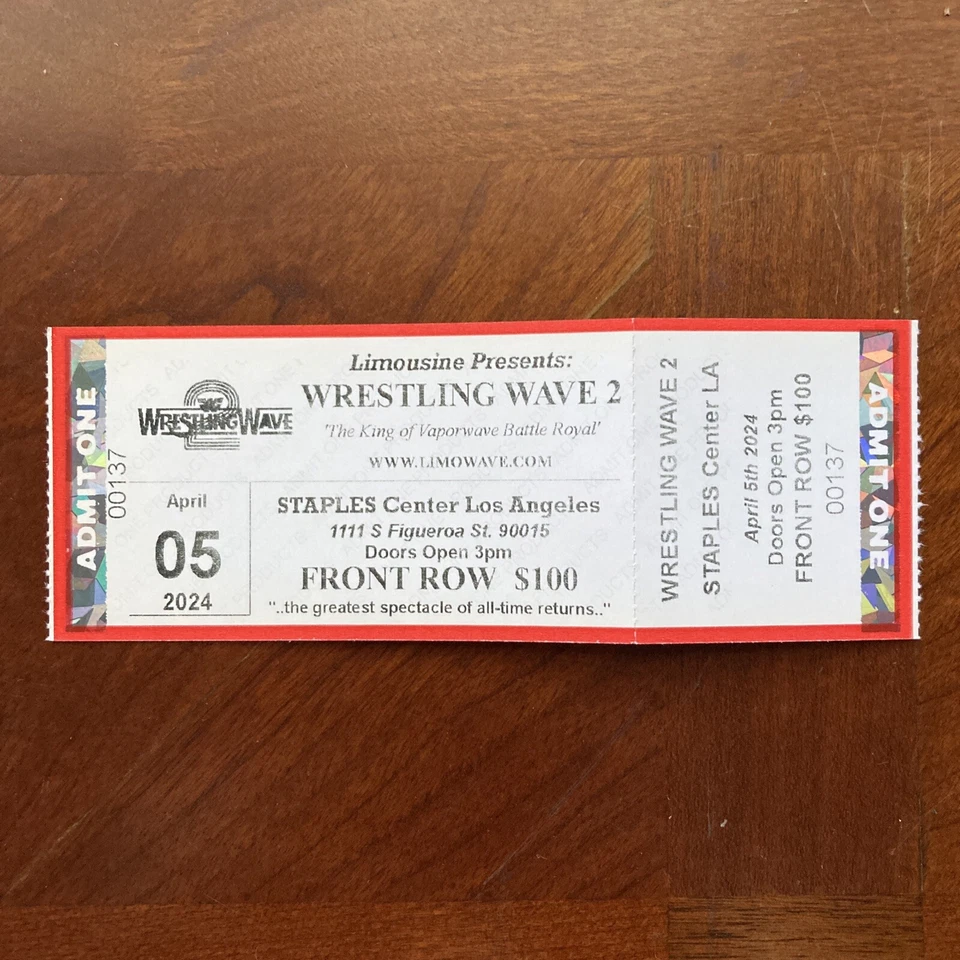 ADMIT ONE
00137
WRESTLING WAVE
Limousine Presents:
WRESTLING WAVE 2
'The King of Vaporwave Battle Royal'
WWW.LIMOWAVE.COM
April
05
2024
STAPLES Center Los Angeles
1111 S Figueroa St. 90015
Doors Open 3pm
FRONT ROW $100
"..the greatest spectacle of all-time returns.."
WRESTLING WAVE 2
STAPLES Center LA
April 5th 2024
Doors Open 3pm
FRONT ROW $100
00137
ADMIT ONE